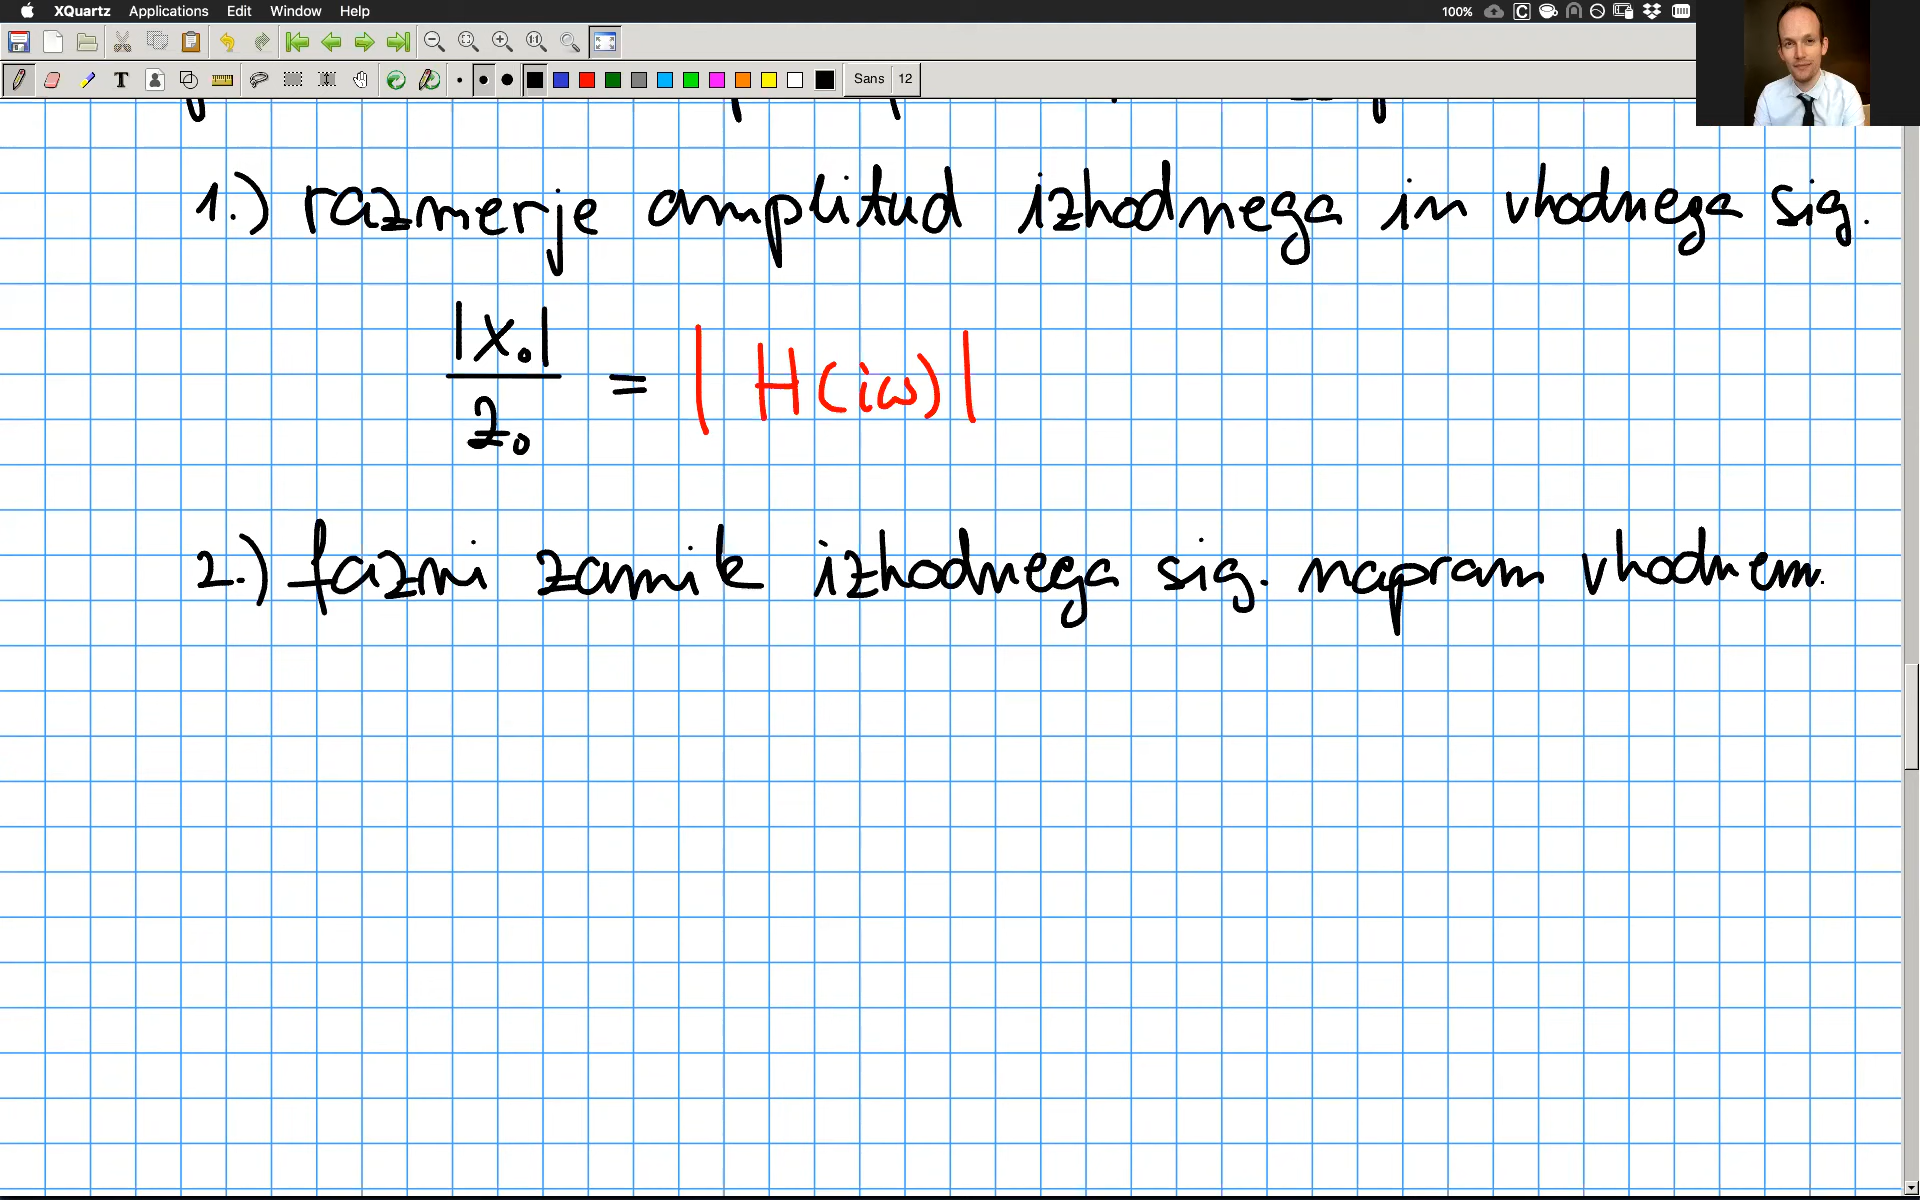 XQuartz Applications Edit Window Help 100%
T Sans 12
1.) razmerje amplitud izhodnega in vhodnega sig.
|X₀|
z₀
= | H(iω) |
2.) fazni zamik izhodnega sig. napram vhodnem.